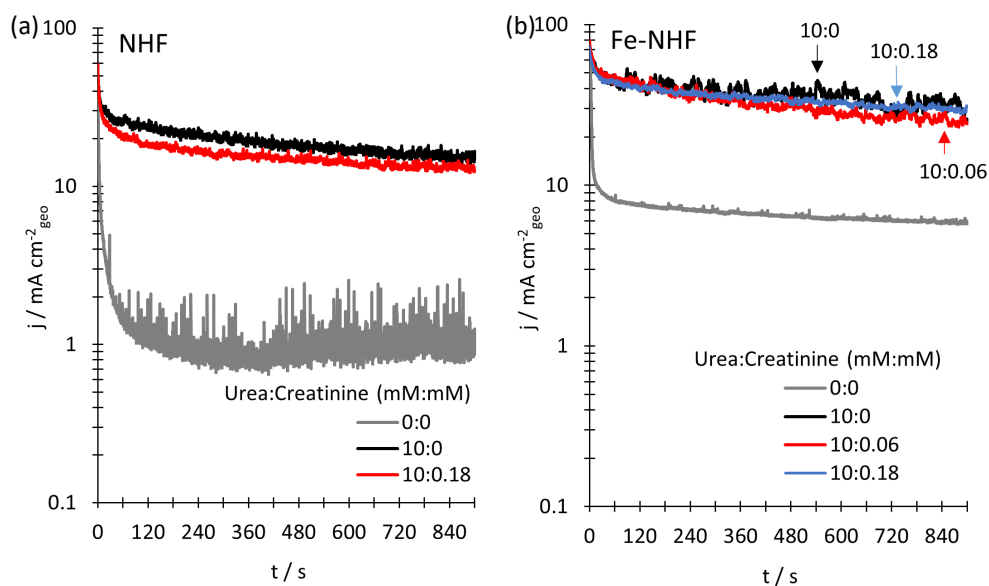 (a)
NHF
100
10
1
0.1
j / mA cm⁻²geo
Urea:Creatinine (mM:mM)
0:0
10:0
10:0.18
0 120 240 360 480 600 720 840
t / s
(b)
Fe-NHF
10:0
10:0.18
10:0.06
100
10
1
0.1
j / mA cm⁻²geo
Urea:Creatinine (mM:mM)
0:0
10:0
10:0.06
10:0.18
0 120 240 360 480 600 720 840
t / s